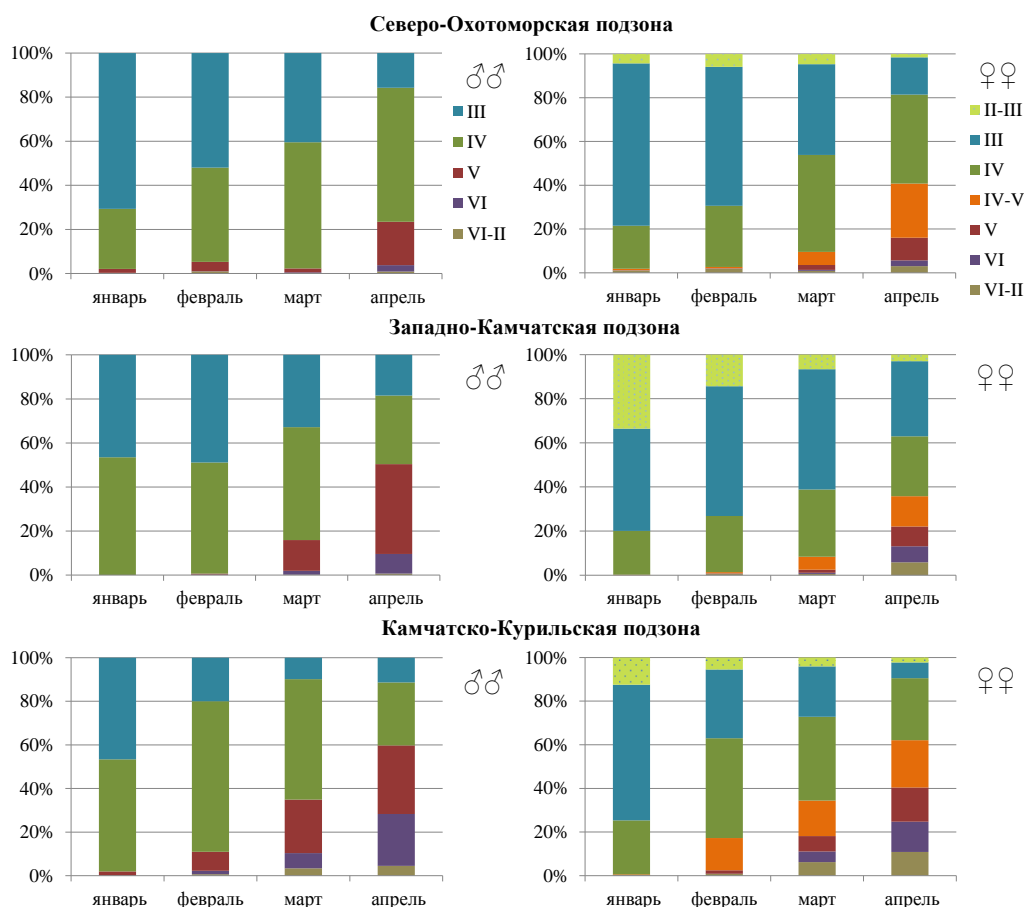 Северо-Охотоморская подзона
100%
80%
60%
40%
20%
0%
январь февраль март апрель
♂♂
III
IV
V
VI
VI-II
100%
80%
60%
40%
20%
0%
январь февраль март апрель
♀♀
II-III
III
IV
IV-V
V
VI
VI-II
Западно-Камчатская подзона
100%
80%
60%
40%
20%
0%
январь февраль март апрель
♂♂
100%
80%
60%
40%
20%
0%
январь февраль март апрель
♀♀
Камчатско-Курильская подзона
100%
80%
60%
40%
20%
0%
январь февраль март апрель
♂♂
100%
80%
60%
40%
20%
0%
январь февраль март апрель
♀♀